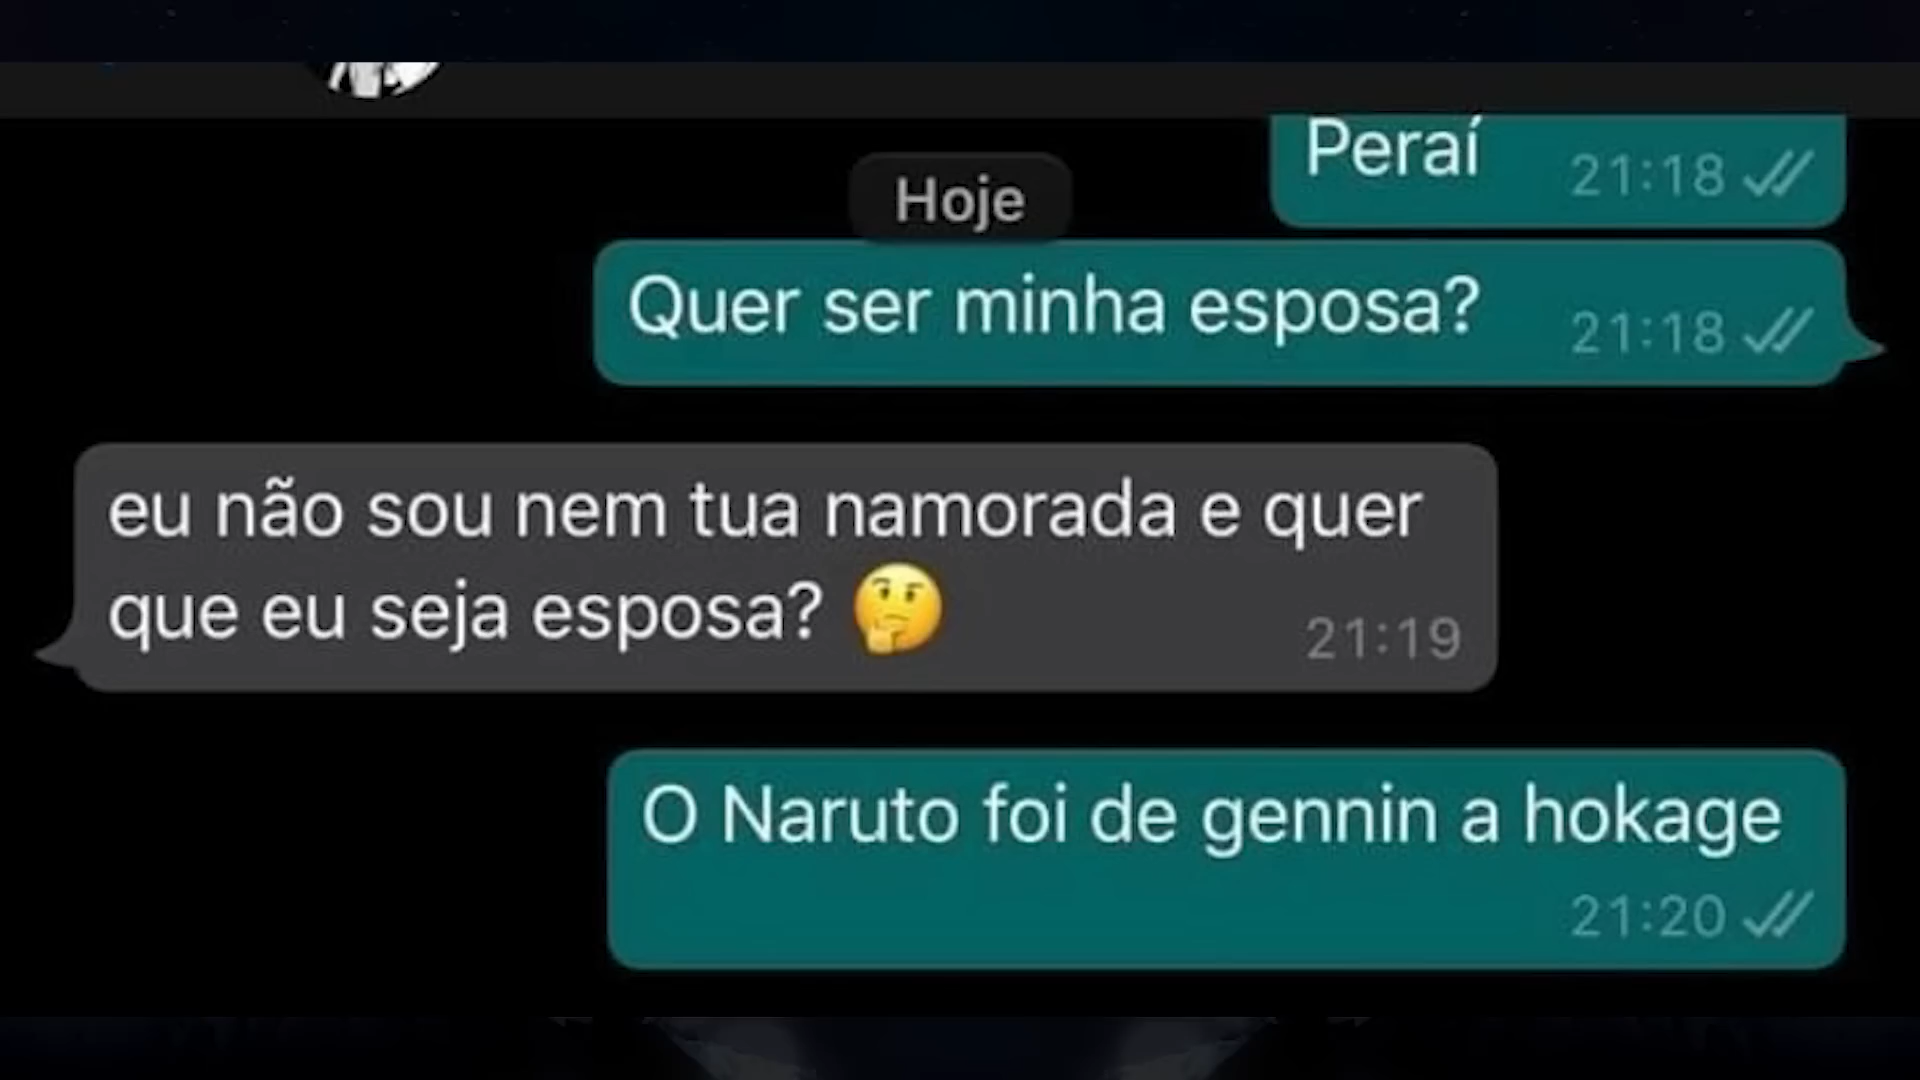 Peraí
21:18
Hoje
Quer ser minha esposa?
21:18
eu não sou nem tua namorada e quer
que eu seja esposa? 🤔
21:19
O Naruto foi de gennin a hokage
21:20